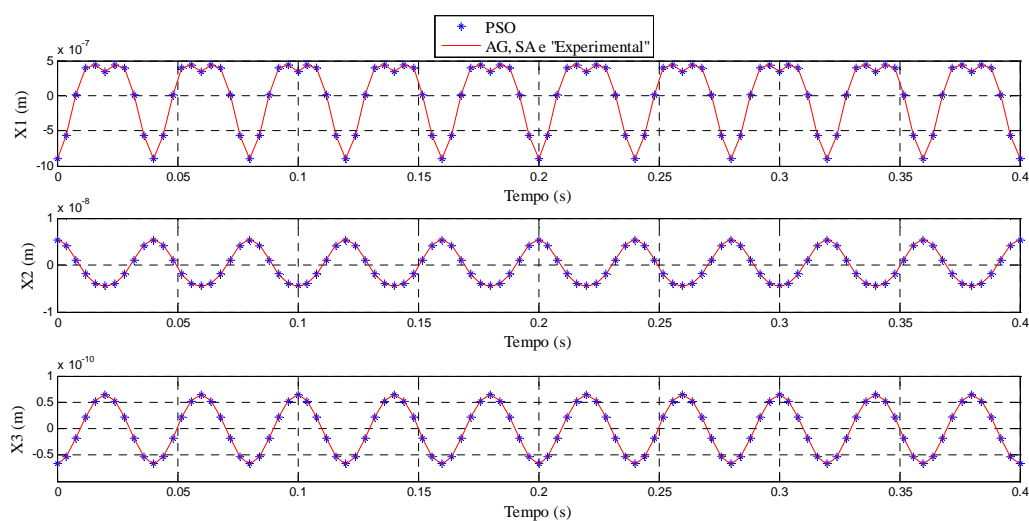 PSO
AG, SA e "Experimental"
x 10^-7
5
0
-5
-10
X1 (m)
0 0.05 0.1 0.15 0.2 0.25 0.3 0.35 0.4
Tempo (s)
x 10^-8
1
0
-1
X2 (m)
0 0.05 0.1 0.15 0.2 0.25 0.3 0.35 0.4
Tempo (s)
x 10^-10
1
0.5
0
-0.5
X3 (m)
0 0.05 0.1 0.15 0.2 0.25 0.3 0.35 0.4
Tempo (s)